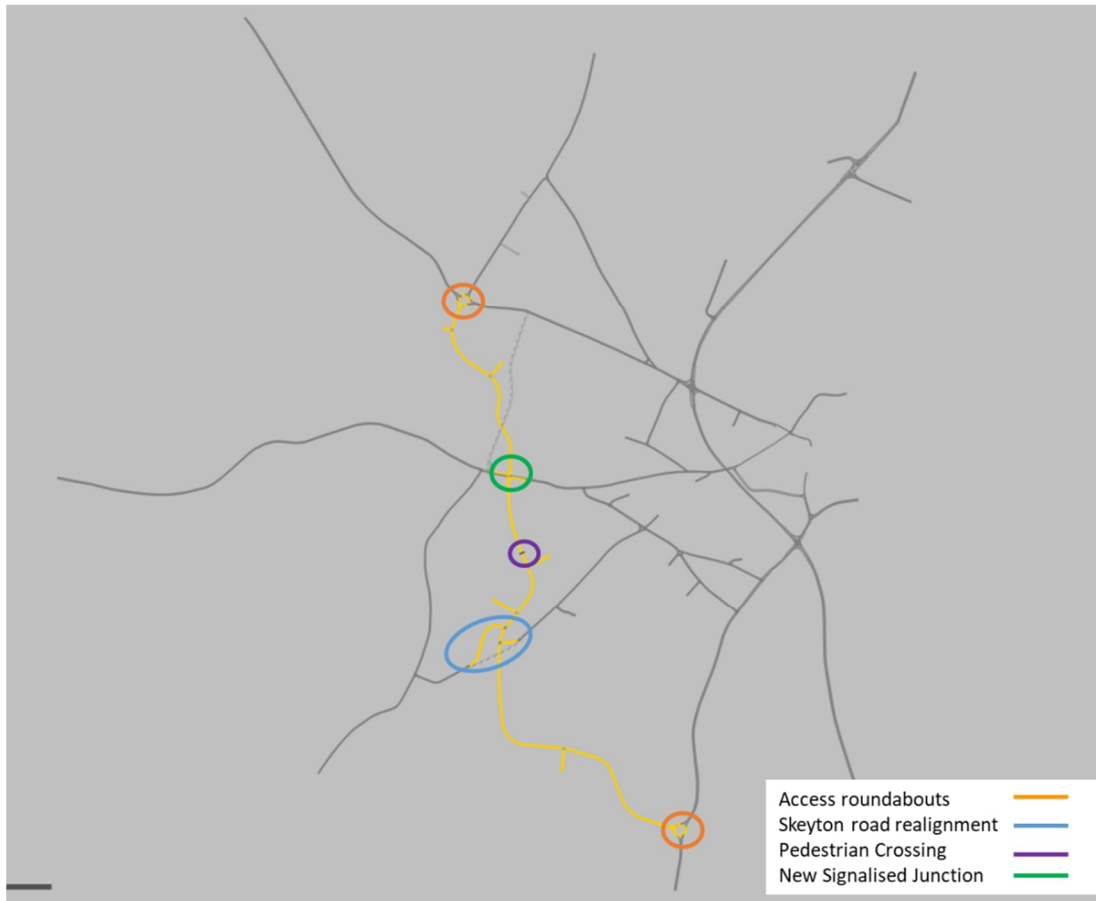 Access roundabouts
Skeyton road realignment
Pedestrian Crossing
New Signalised Junction